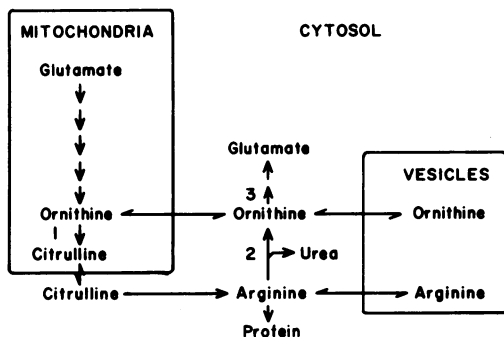 MITOCHONDRIA
CYTOSOL
Glutamate
Glutamate
VESICLES
3
Ornithine
Ornithine
Ornithine
1
Citrulline
2
Urea
Citrulline
Arginine
Arginine
Protein